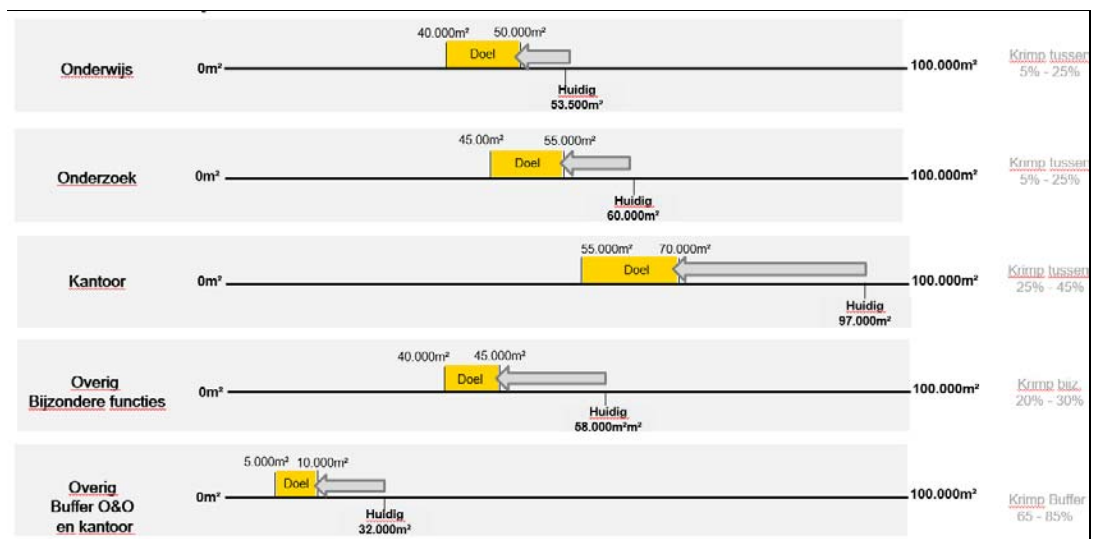 40.000m² 50.000m²
Doel
Onderwijs 0m² 100.000m² Krimp tussen
5% - 25%
Huidig
53.500m²
45.00m² 55.000m²
Doel
Onderzoek 0m² 100.000m² Krimp tussen
5% - 25%
Huidig
60.000m²
55.000m² 70.000m²
Doel
Kantoor 0m² 100.000m² Krimp tussen
25% - 45%
Huidig
97.000m²
40.000m² 45.000m²
Doel
Overig
Bijzondere functies 0m² 100.000m² Krimp bijz.
20% - 30%
Huidig
58.000m²m²
5.000m² 10.000m²
Doel
Overig
Buffer O&O
en kantoor 0m² 100.000m² Krimp Buffer
65 - 85%
Huidig
32.000m²